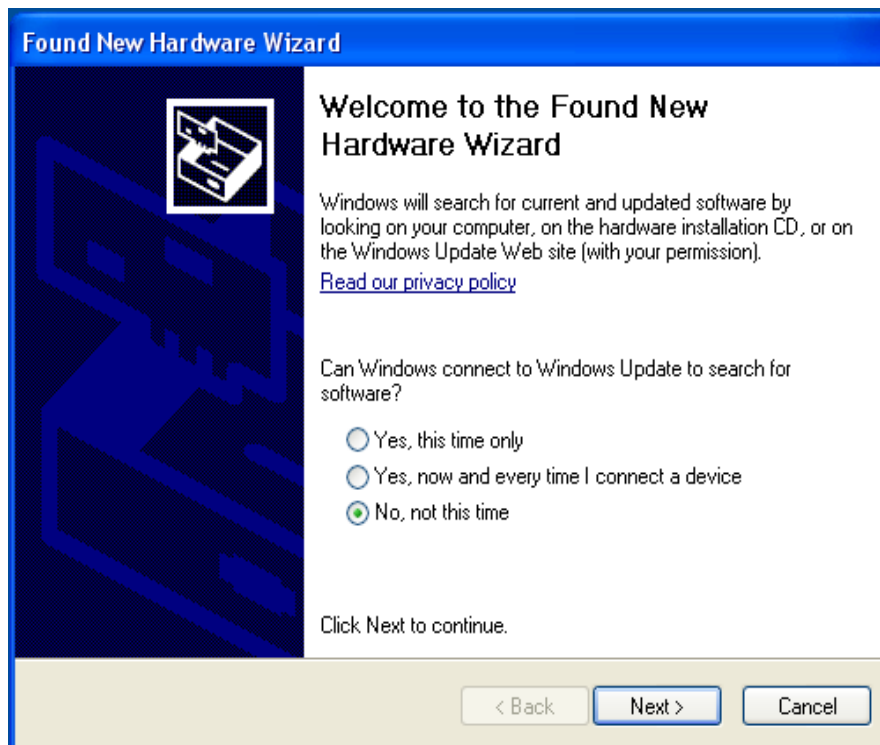 Found New Hardware Wizard
Welcome to the Found New
Hardware Wizard
Windows will search for current and updated software by
looking on your computer, on the hardware installation CD, or on
the Windows Update Web site (with your permission).
Read our privacy policy
Can Windows connect to Windows Update to search for
software?
Yes, this time only
Yes, now and every time I connect a device
No, not this time
Click Next to continue.
< Back Next > Cancel